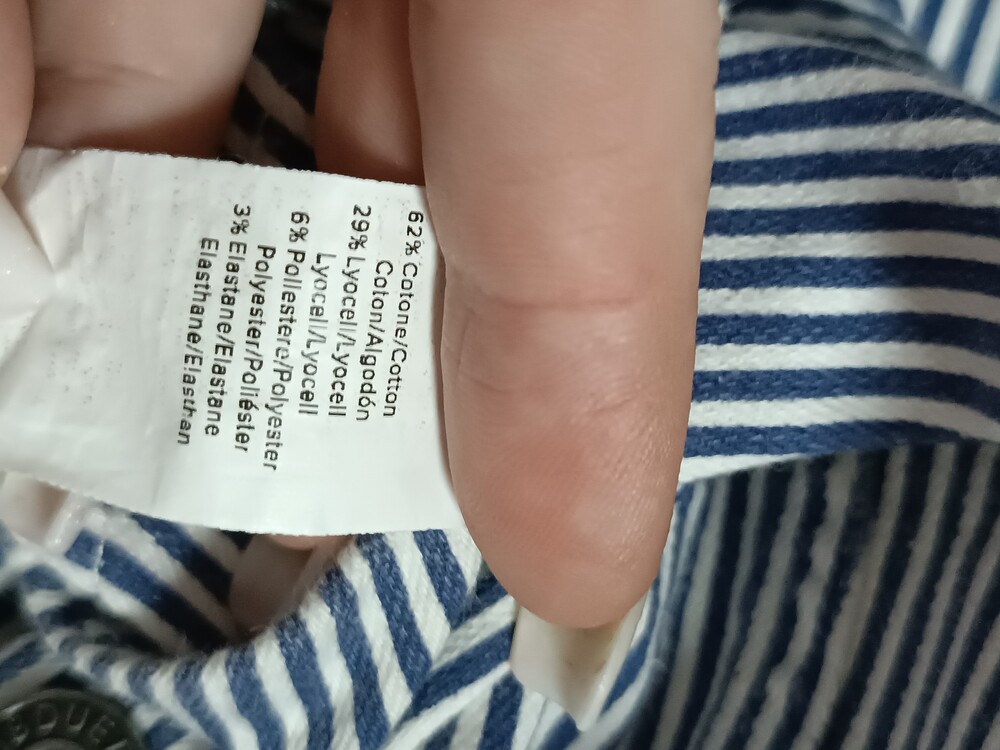 62% Cotone/Cotton
Coton/Algodón
29% Lyocell/Lyocell
Lyocell/Lyocell
6% Poliestere/Polyester
Polyester/Poliéster
3% Elastane/Elastane
Elasthane/Elasthan